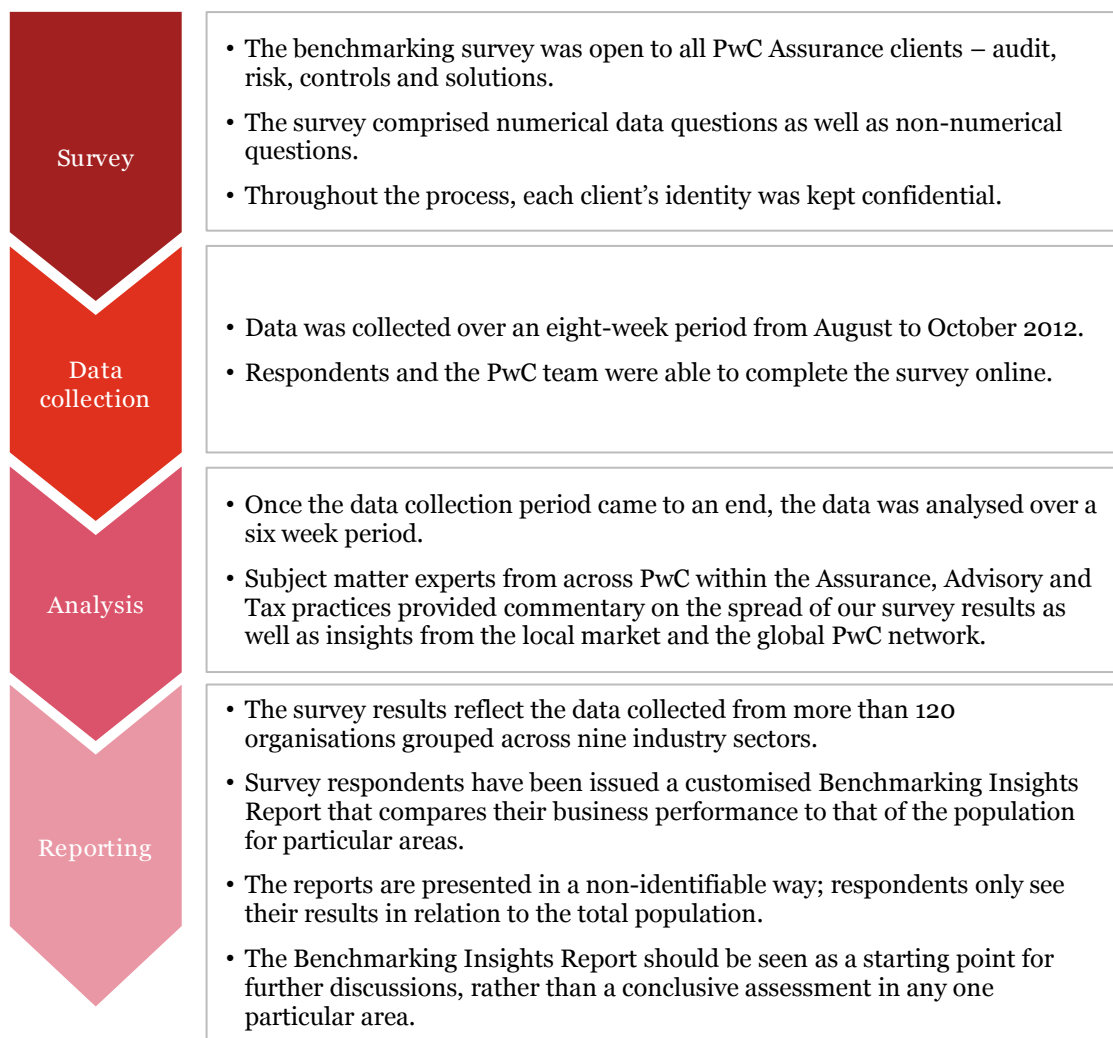 Survey
• The benchmarking survey was open to all PwC Assurance clients – audit,
risk, controls and solutions.
• The survey comprised numerical data questions as well as non-numerical
questions.
• Throughout the process, each client’s identity was kept confidential.
Data
collection
• Data was collected over an eight-week period from August to October 2012.
• Respondents and the PwC team were able to complete the survey online.
Analysis
• Once the data collection period came to an end, the data was analysed over a
six week period.
• Subject matter experts from across PwC within the Assurance, Advisory and
Tax practices provided commentary on the spread of our survey results as
well as insights from the local market and the global PwC network.
Reporting
• The survey results reflect the data collected from more than 120
organisations grouped across nine industry sectors.
• Survey respondents have been issued a customised Benchmarking Insights
Report that compares their business performance to that of the population
for particular areas.
• The reports are presented in a non-identifiable way; respondents only see
their results in relation to the total population.
• The Benchmarking Insights Report should be seen as a starting point for
further discussions, rather than a conclusive assessment in any one
particular area.